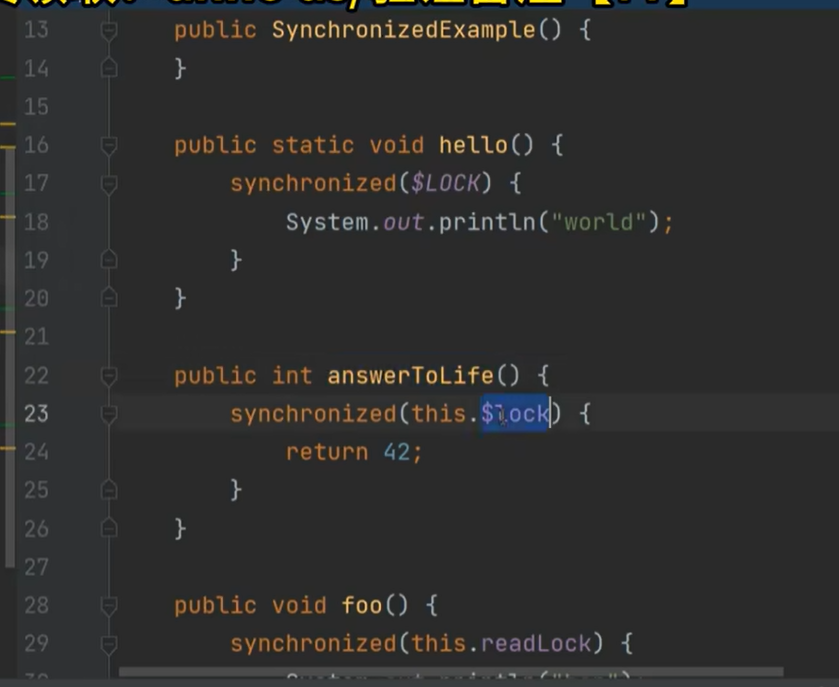 13 public SynchronizedExample() {
14 }
15
16 public static void hello() {
17 synchronized($LOCK) {
18 System.out.println("world");
19 }
20 }
21
22 public int answerToLife() {
23 synchronized(this.$lock) {
24 return 42;
25 }
26 }
27
28 public void foo() {
29 synchronized(this.readLock) {